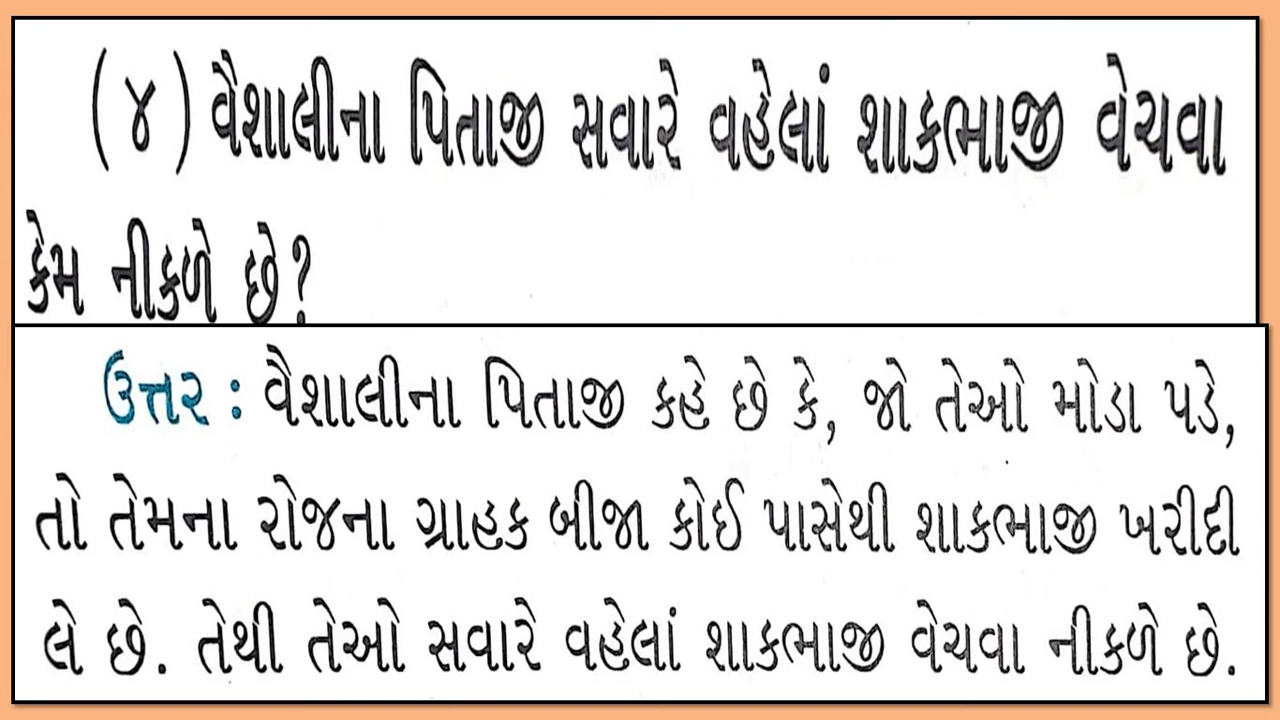 (૪) વૈશાલીના પિતાજી સવારે વહેલાં શાકભાજી વેચવા
કેમ નીકળે છે?
ઉત્તર : વૈશાલીના પિતાજી કહે છે કે, જો તેઓ મોડા પડે,
તો તેમના રોજના ગ્રાહક બીજા કોઈ પાસેથી શાકભાજી ખરીદી
લે છે. તેથી તેઓ સવારે વહેલાં શાકભાજી વેચવા નીકળે છે.